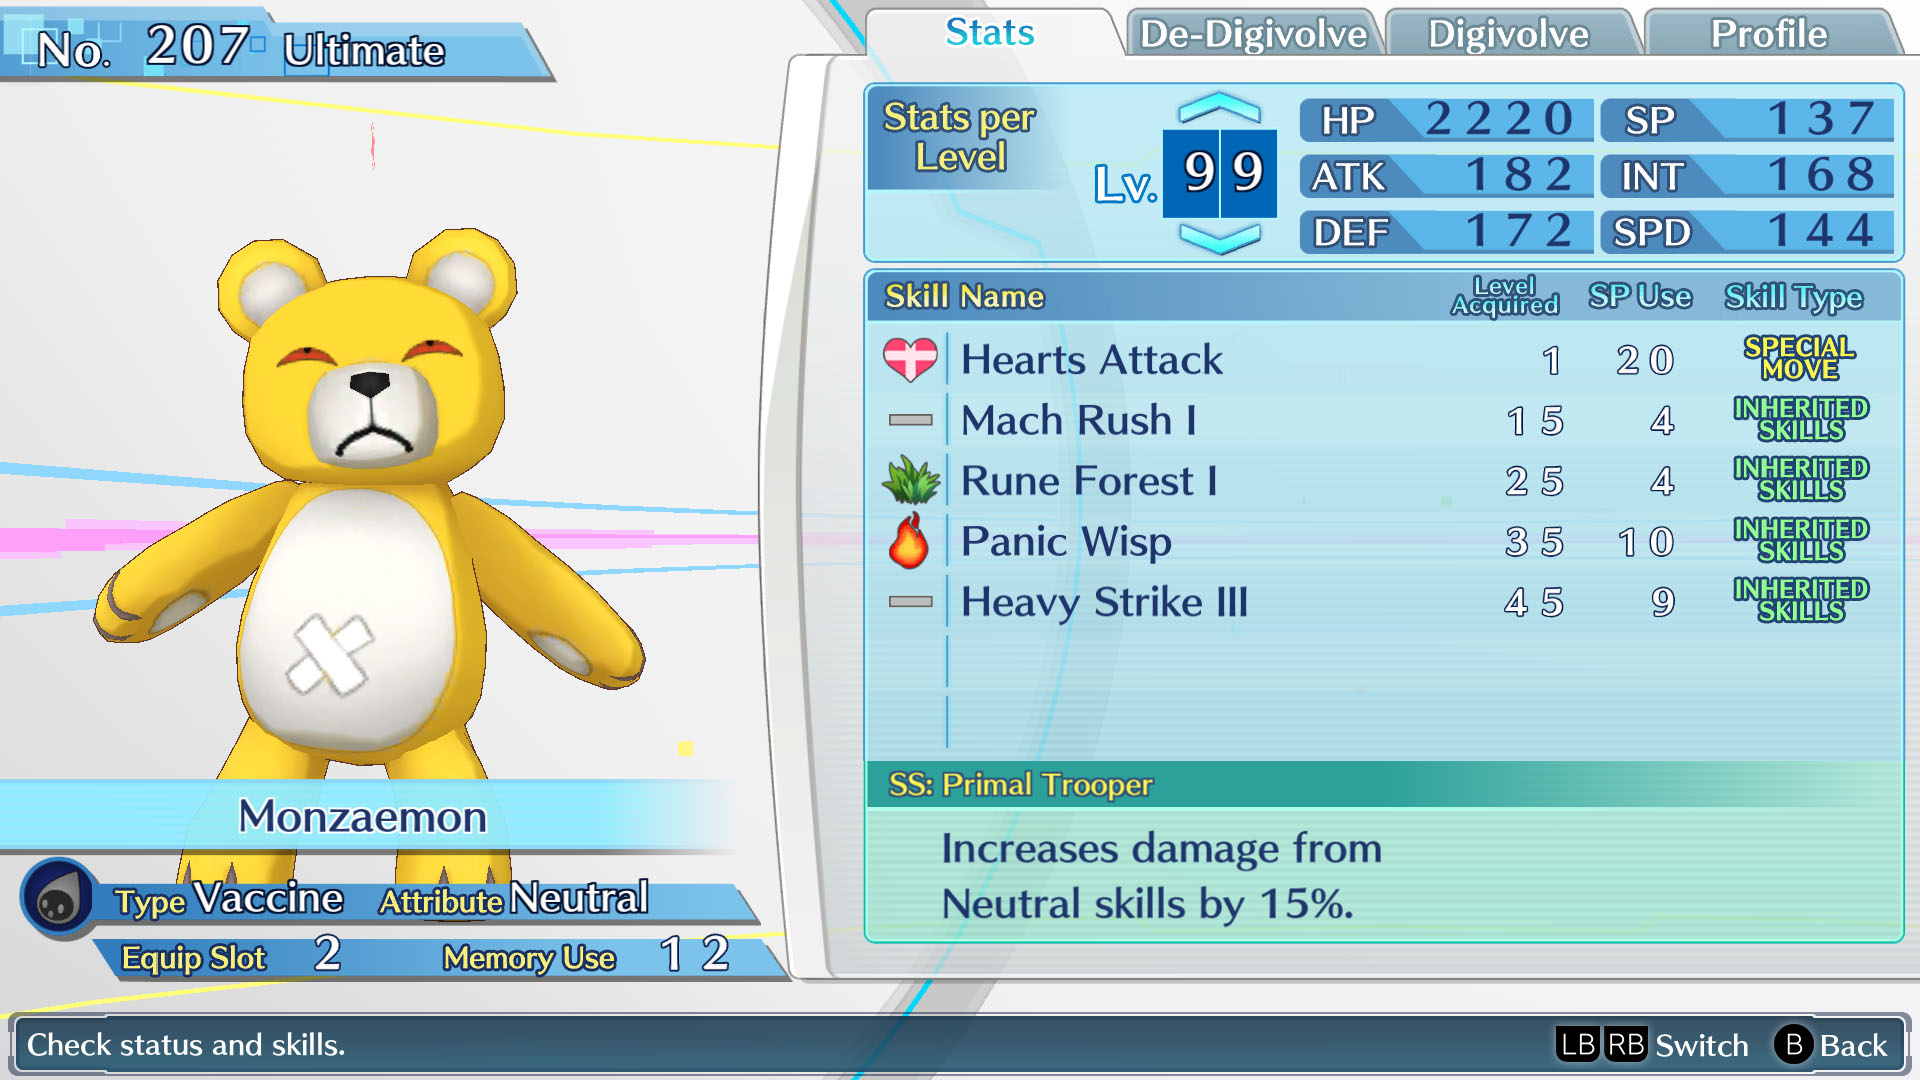 No. 207 Ultimate
Stats De-Digivolve Digivolve Profile
Stats per
Level
Lv. 99
HP 2220 SP 137
ATK 182 INT 168
DEF 172 SPD 144
Skill Name Level Acquired SP Use Skill Type
Hearts Attack 1 20 SPECIAL MOVE
Mach Rush I 15 4 INHERITED SKILLS
Rune Forest I 25 4 INHERITED SKILLS
Panic Wisp 35 10 INHERITED SKILLS
Heavy Strike III 45 9 INHERITED SKILLS
SS: Primal Trooper
Increases damage from
Neutral skills by 15%.
Monzaemon
Type Vaccine Attribute Neutral
Equip Slot 2 Memory Use 12
Check status and skills.
LB RB Switch B Back